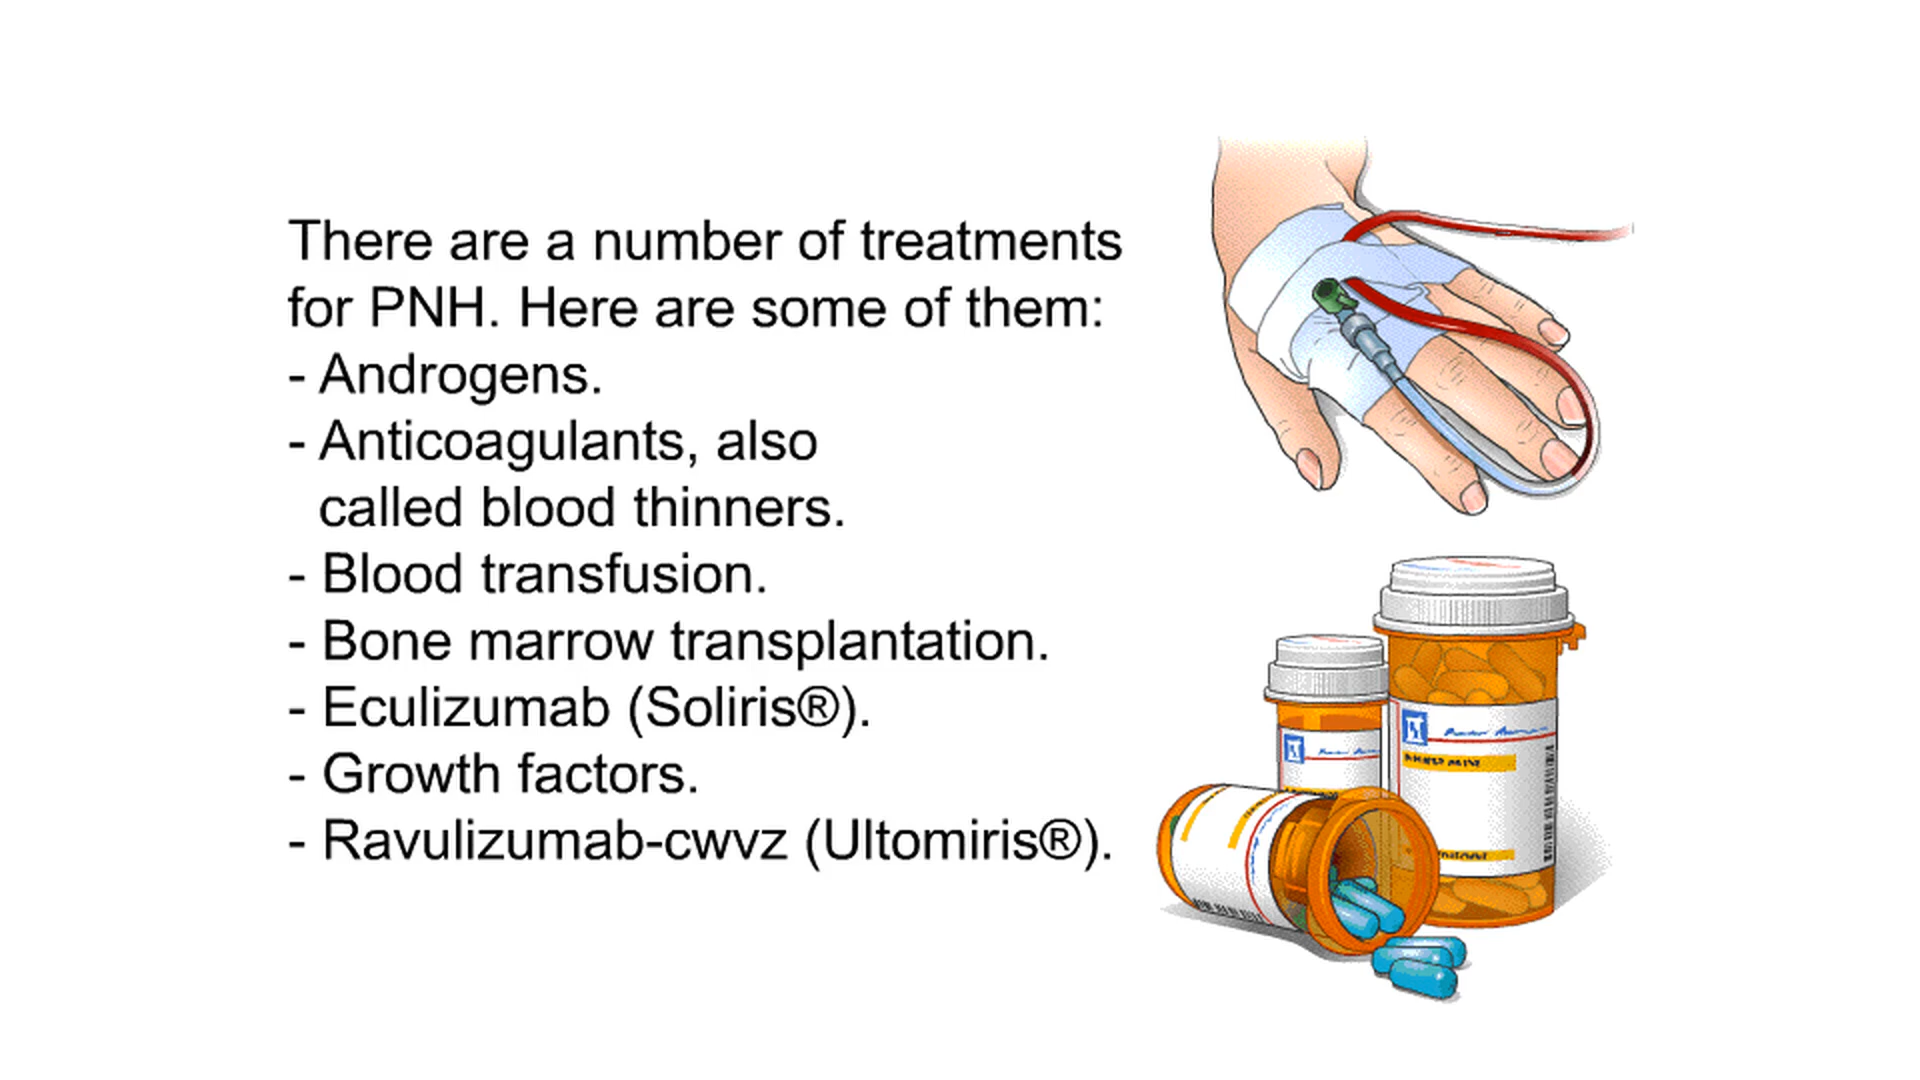 There are a number of treatments
for PNH. Here are some of them:
- Androgens.
- Anticoagulants, also
called blood thinners.
- Blood transfusion.
- Bone marrow transplantation.
- Eculizumab (Soliris®).
- Growth factors.
- Ravulizumab-cwvz (Ultomiris®).